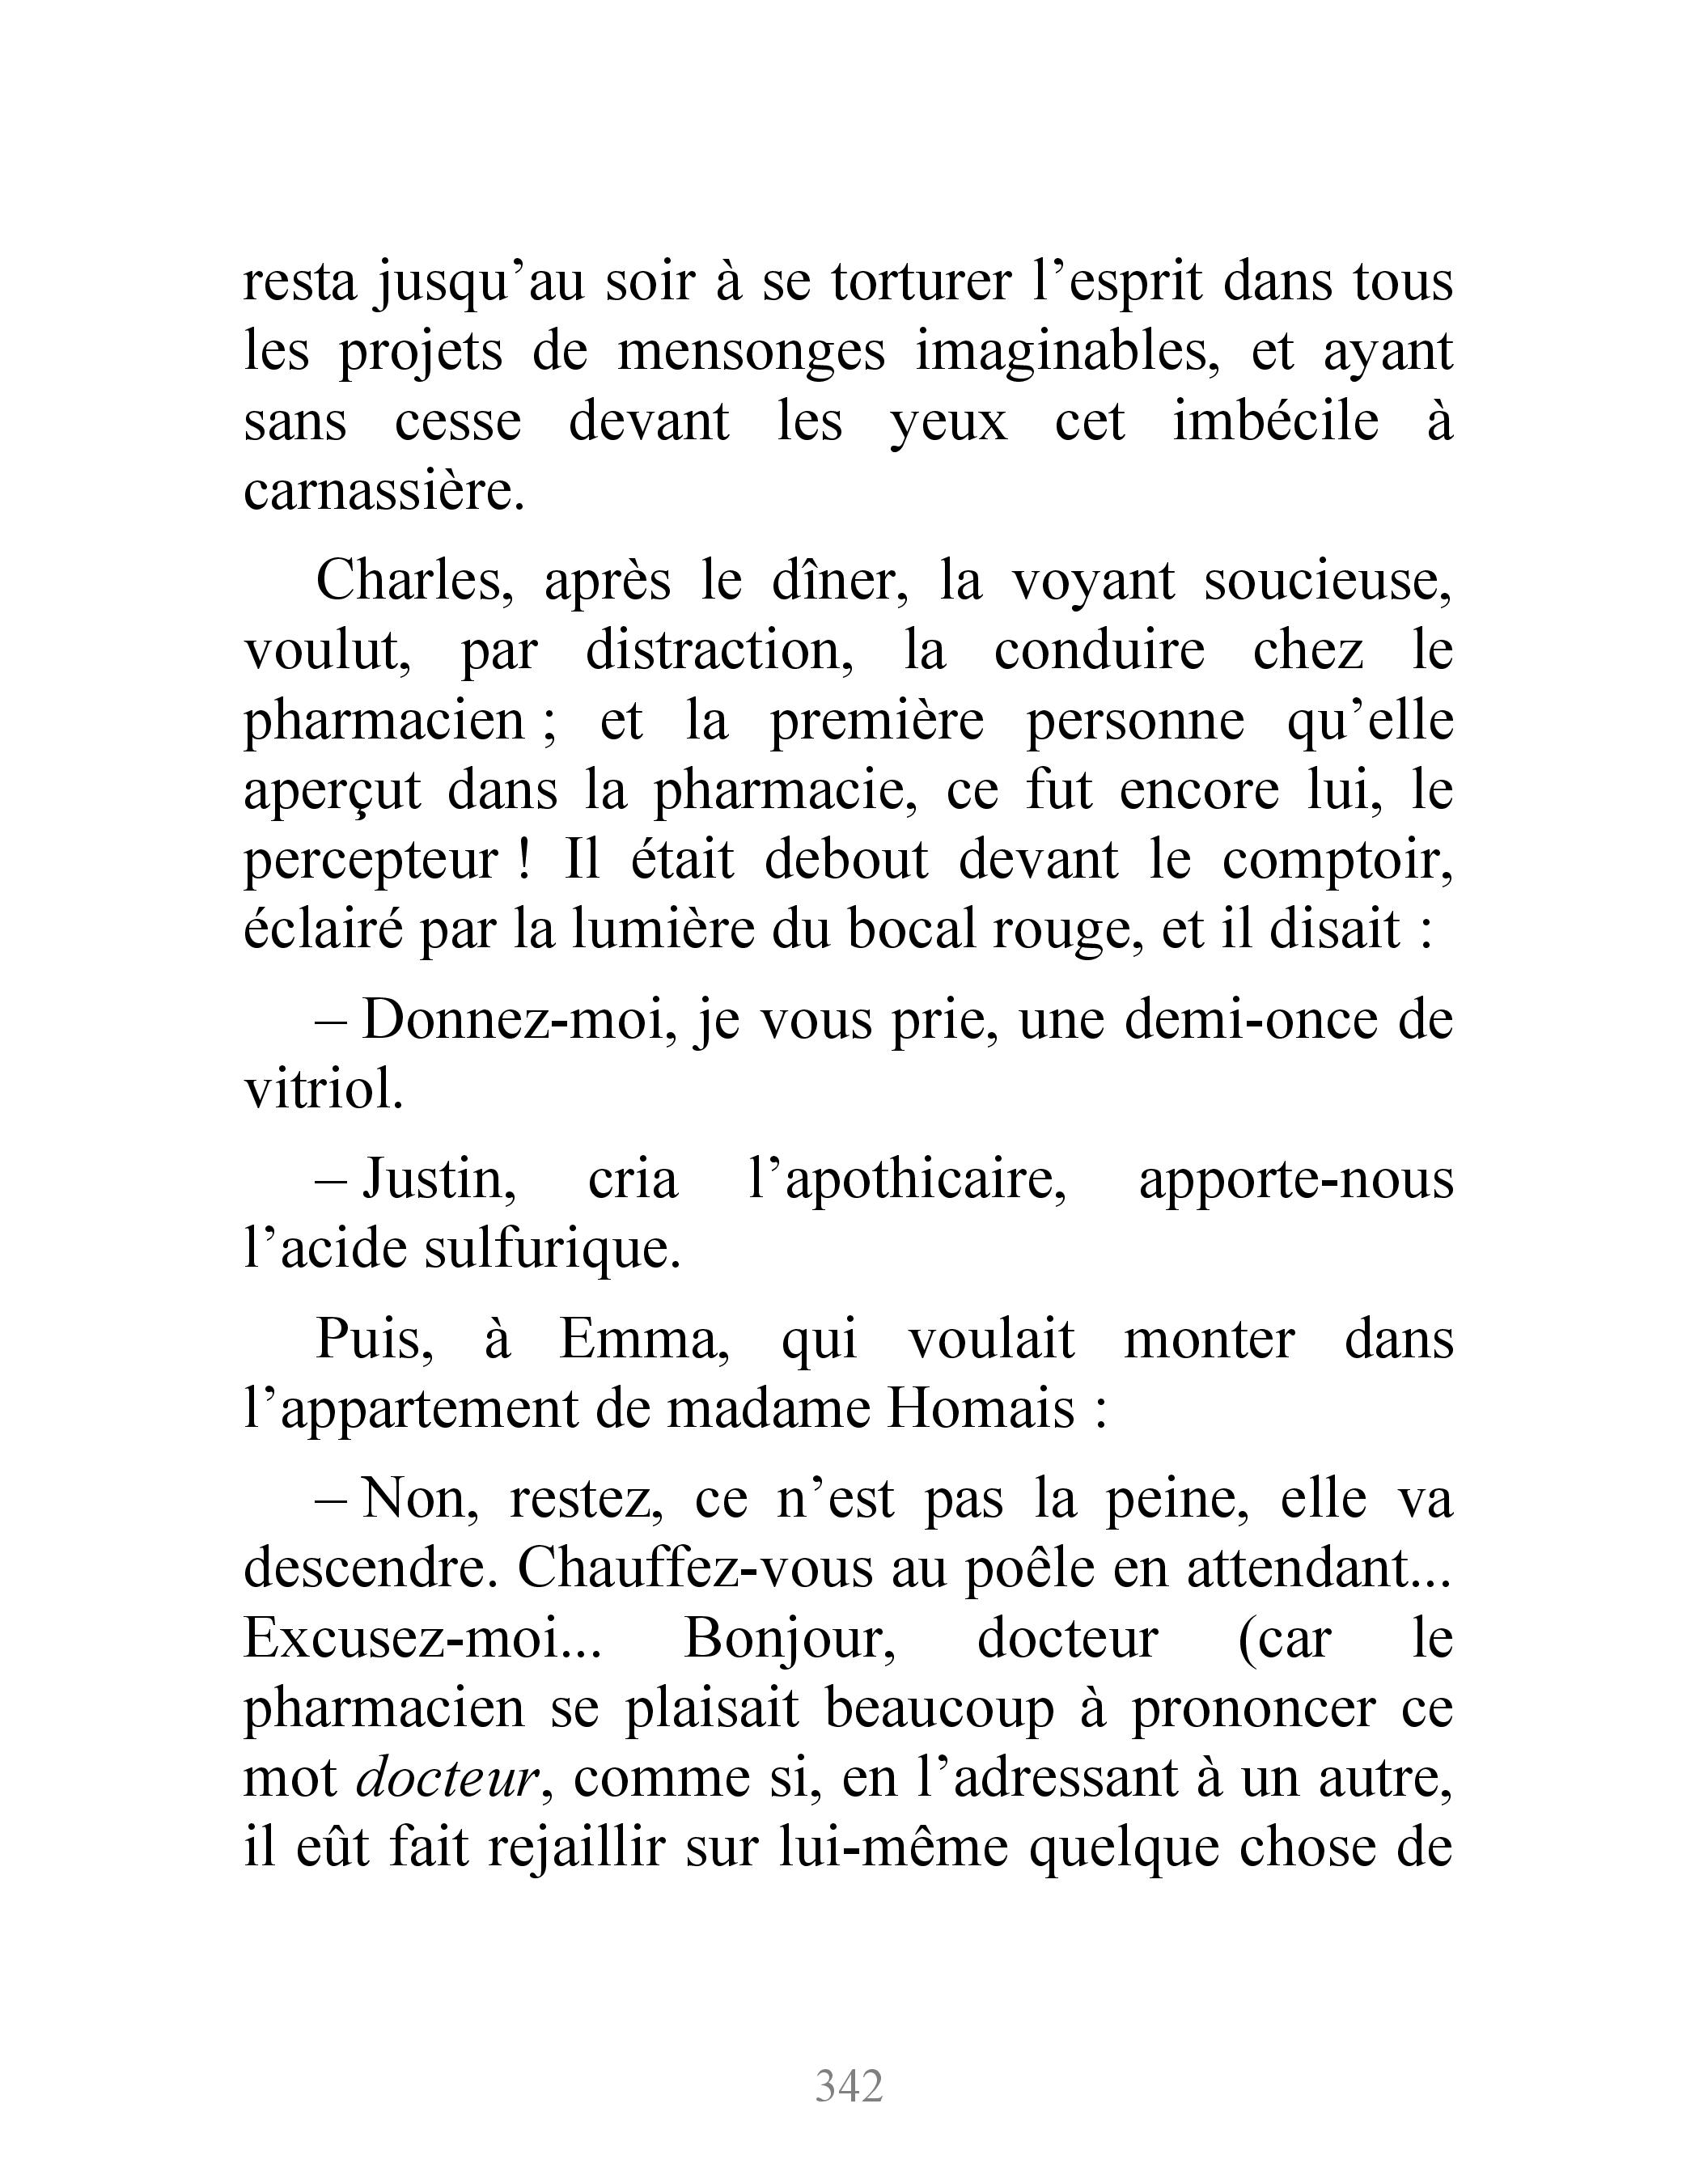 resta jusqu’au soir à se torturer l’esprit dans tous
les projets de mensonges imaginables, et ayant
sans cesse devant les yeux cet imbécile à
carnassière.
Charles, après le dîner, la voyant soucieuse,
voulut, par distraction, la conduire chez le
pharmacien ; et la première personne qu’elle
aperçut dans la pharmacie, ce fut encore lui, le
percepteur ! Il était debout devant le comptoir,
éclairé par la lumière du bocal rouge, et il disait :
– Donnez-moi, je vous prie, une demi-once de
vitriol.
– Justin, cria l’apothicaire, apporte-nous
l’acide sulfurique.
Puis, à Emma, qui voulait monter dans
l’appartement de madame Homais :
– Non, restez, ce n’est pas la peine, elle va
descendre. Chauffez-vous au poêle en attendant...
Excusez-moi... Bonjour, docteur (car le
pharmacien se plaisait beaucoup à prononcer ce
mot docteur, comme si, en l’adressant à un autre,
il eût fait rejaillir sur lui-même quelque chose de
342